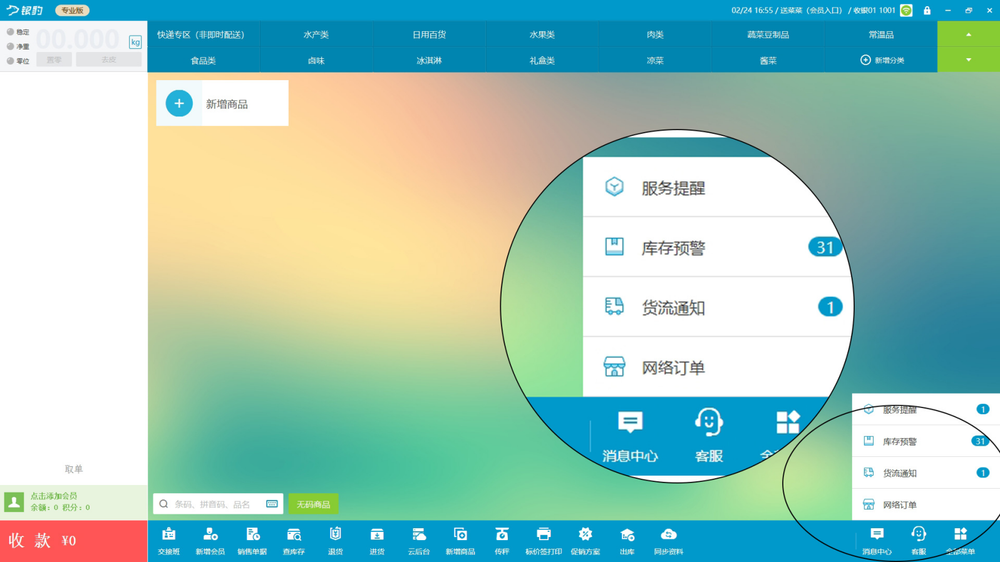 银豹 专业版
02/24 16:55 / 送菜菜（会员入口） / 收银01 1001
稳定
净重
零位
00.000
kg
置零 去皮
快递专区（非即时配送） 水产类 日用百货 水果类 肉类 蔬菜豆制品 常温品
食品类 卤味 冰淇淋 礼盒类 凉菜 酱菜 新增分类
新增商品
服务提醒
库存预警 31
货流通知 1
网络订单
消息中心 客服
服务提醒 1
库存预警 31
货流通知 1
网络订单
取单
点击添加会员
余额：0 积分：0
条码、拼音码、品名
无码商品
收 款 ¥0
交接班 新增会员 销售单据 查库存 退货 进货 云后台 新增商品 传秤 标价签打印 促销方案 出库 同步资料 消息中心 客服 全部菜单